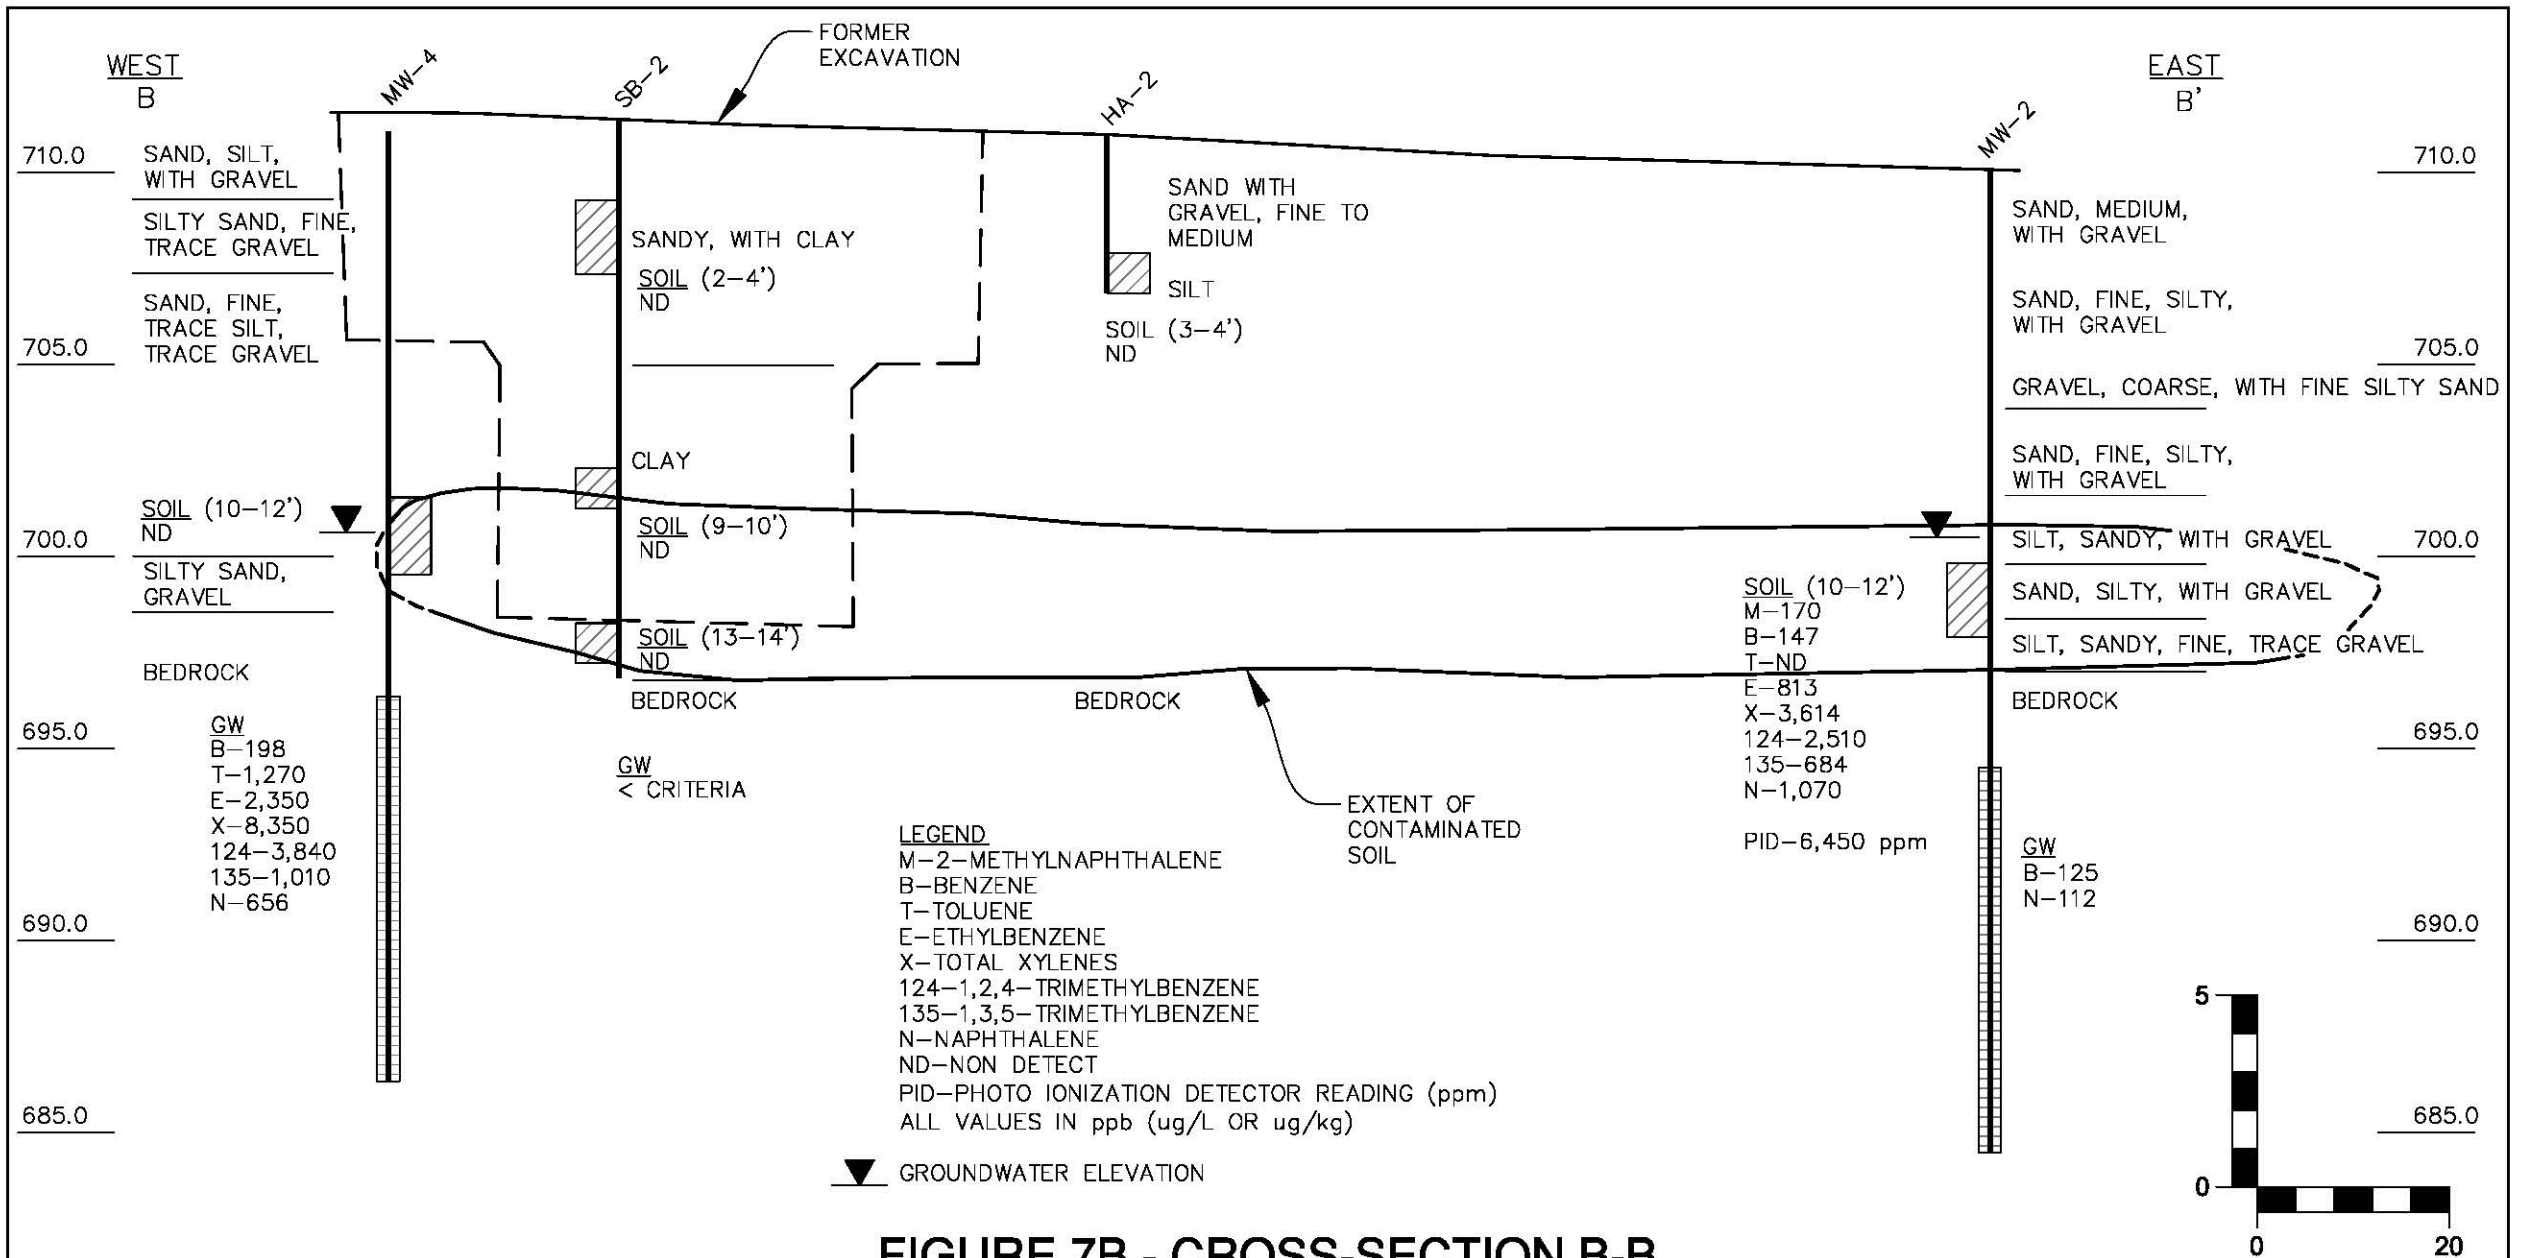 FORMER
EXCAVATION
WEST
B
MW-4
SB-2
HA-2
MW-2
EAST
B'
710.0
705.0
700.0
695.0
690.0
685.0
SAND, SILT,
WITH GRAVEL
SILTY SAND, FINE,
TRACE GRAVEL
SAND, FINE,
TRACE SILT,
TRACE GRAVEL
SOIL (10-12')
ND
SILTY SAND,
GRAVEL
BEDROCK
GW
B-198
T-1,270
E-2,350
X-8,350
124-3,840
135-1,010
N-656
SANDY, WITH CLAY
SOIL (2-4')
ND
CLAY
SOIL (9-10')
ND
SOIL (13-14')
ND
BEDROCK
GW
< CRITERIA
SAND WITH
GRAVEL, FINE TO
MEDIUM
SILT
SOIL (3-4')
ND
BEDROCK
EXTENT OF
CONTAMINATED
SOIL
LEGEND
M-2-METHYLNAPHTHALENE
B-BENZENE
T-TOLUENE
E-ETHYLBENZENE
X-TOTAL XYLENES
124-1,2,4-TRIMETHYLBENZENE
135-1,3,5-TRIMETHYLBENZENE
N-NAPHTHALENE
ND-NON DETECT
PID-PHOTO IONIZATION DETECTOR READING (ppm)
ALL VALUES IN ppb (ug/L OR ug/kg)
GROUNDWATER ELEVATION
SOIL (10-12')
M-170
B-147
T-ND
E-813
X-3,614
124-2,510
135-684
N-1,070
PID-6,450 ppm
SAND, MEDIUM,
WITH GRAVEL
SAND, FINE, SILTY,
WITH GRAVEL
GRAVEL, COARSE, WITH FINE SILTY SAND
SAND, FINE, SILTY,
WITH GRAVEL
SILT, SANDY, WITH GRAVEL
SAND, SILTY, WITH GRAVEL
SILT, SANDY, FINE, TRACE GRAVEL
BEDROCK
GW
B-125
N-112
710.0
705.0
700.0
695.0
690.0
685.0
5
0
0 20
FIGURE 7B - CROSS-SECTION B-B